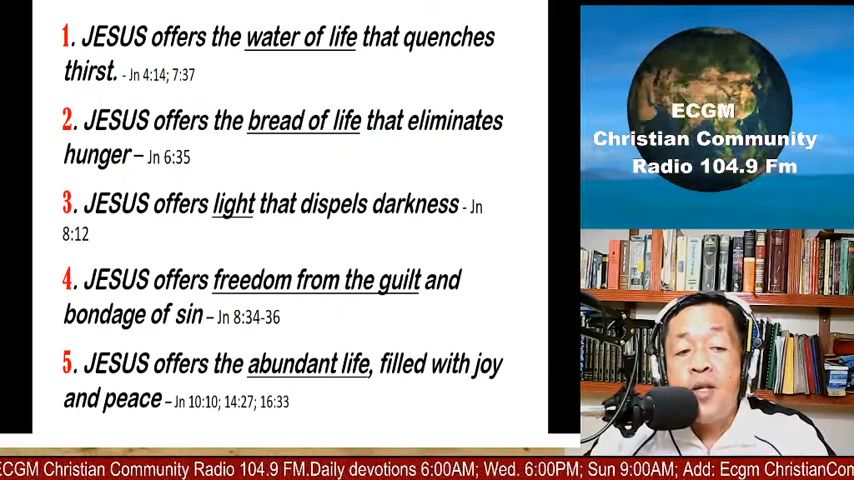 1. JESUS offers the water of life that quenches
thirst. - Jn 4:14; 7:37
2. JESUS offers the bread of life that eliminates
hunger – Jn 6:35
3. JESUS offers light that dispels darkness - Jn
8:12
4. JESUS offers freedom from the guilt and
bondage of sin – Jn 8:34-36
5. JESUS offers the abundant life, filled with joy
and peace – Jn 10:10; 14:27; 16:33
ECGM
Christian Community
Radio 104.9 Fm
ECGM Christian Community Radio 104.9 FM.Daily devotions 6:00AM; Wed. 6:00PM; Sun 9:00AM; Add: Ecgm ChristianCom